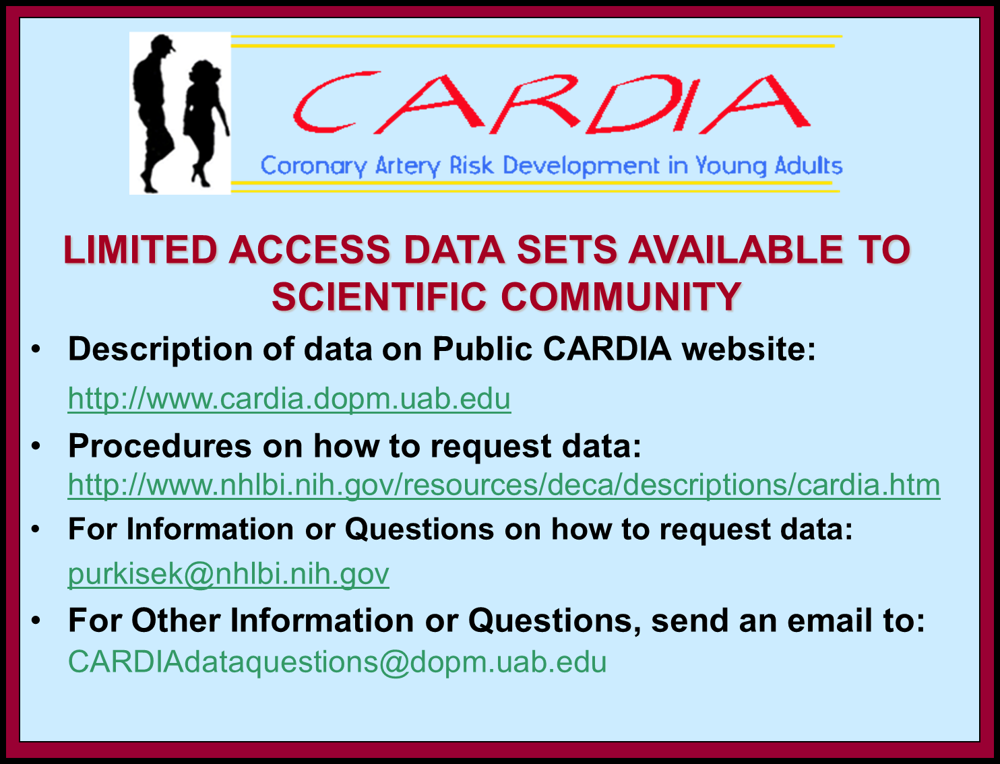 CARDIA
Coronary Artery Risk Development in Young Adults
LIMITED ACCESS DATA SETS AVAILABLE TO
SCIENTIFIC COMMUNITY
• Description of data on Public CARDIA website:
http://www.cardia.dopm.uab.edu
• Procedures on how to request data:
http://www.nhlbi.nih.gov/resources/deca/descriptions/cardia.htm
• For Information or Questions on how to request data:
purkisek@nhlbi.nih.gov
• For Other Information or Questions, send an email to:
CARDIAdataquestions@dopm.uab.edu